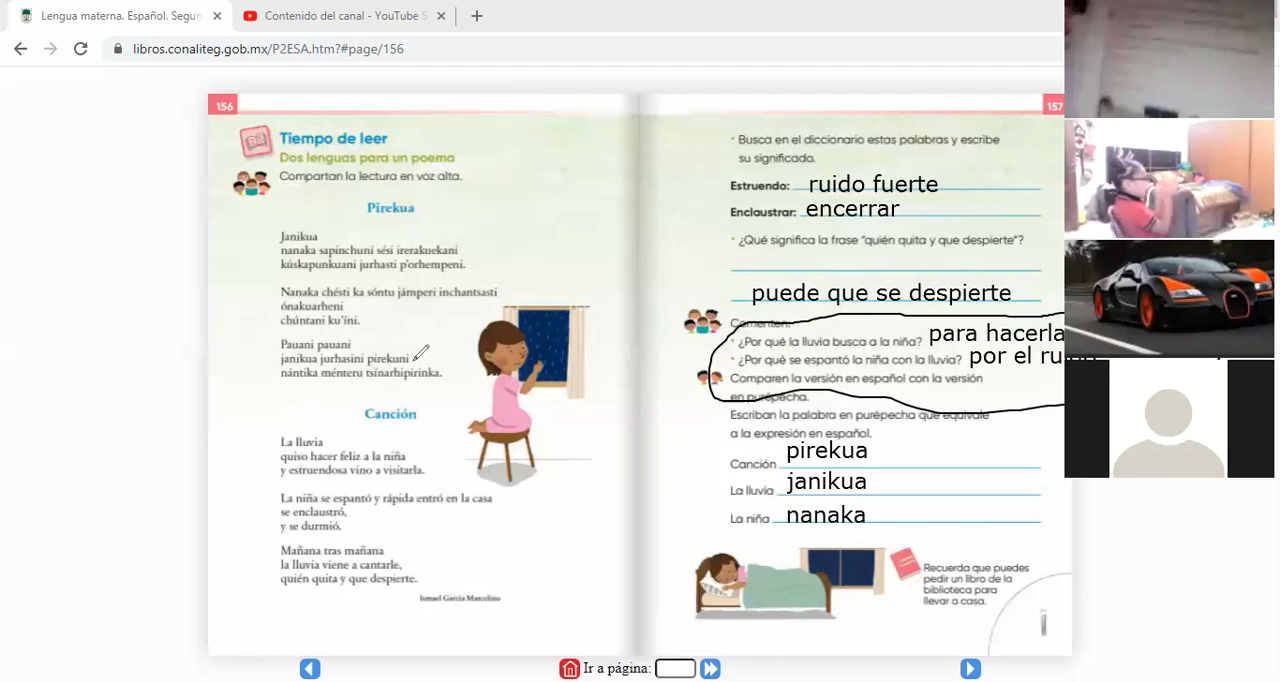 Lengua materna. Español. Segun
Contenido del canal - YouTube S
libros.conaliteg.gob.mx/P2ESA.htm?#page/156
156
Tiempo de leer
Dos lenguas para un poema
Compartan la lectura en voz alta.
Pirekua
Janikua
nanaka sapinchuni sési irerakuekani
kúskapunkuani jurhasti p'orhempeni.
Nanaka chésti ka sóntu jámperi inchantsasti
ónakuarheni
chúntani ku'ini.
Pauani pauani
janikua jurhasini pirekuni
nántika ménteru tsínarhipirinka.
Canción
La lluvia
quiso hacer feliz a la niña
y estruendosa vino a visitarla.
La niña se espantó y rápida entró en la casa
se enclaustró,
y se durmió.
Mañana tras mañana
la lluvia viene a cantarle,
quién quita y que despierte.
Ismael García Marcelino
157
• Busca en el diccionario estas palabras y escribe
su significado.
Estruendo: ruido fuerte
Enclaustrar: encerrar
• ¿Qué significa la frase "quién quita y que despierte"?
puede que se despierte
Comenten:
• ¿Por qué la lluvia busca a la niña? para hacerla
• ¿Por qué se espantó la niña con la lluvia? por el ruido
Comparen la versión en español con la versión
en purépecha.
Escriban la palabra en purépecha que equivale
a la expresión en español.
Canción pirekua
La lluvia janikua
La niña nanaka
Recuerda que puedes
pedir un libro de la
biblioteca para
llevar a casa.
Ir a página: